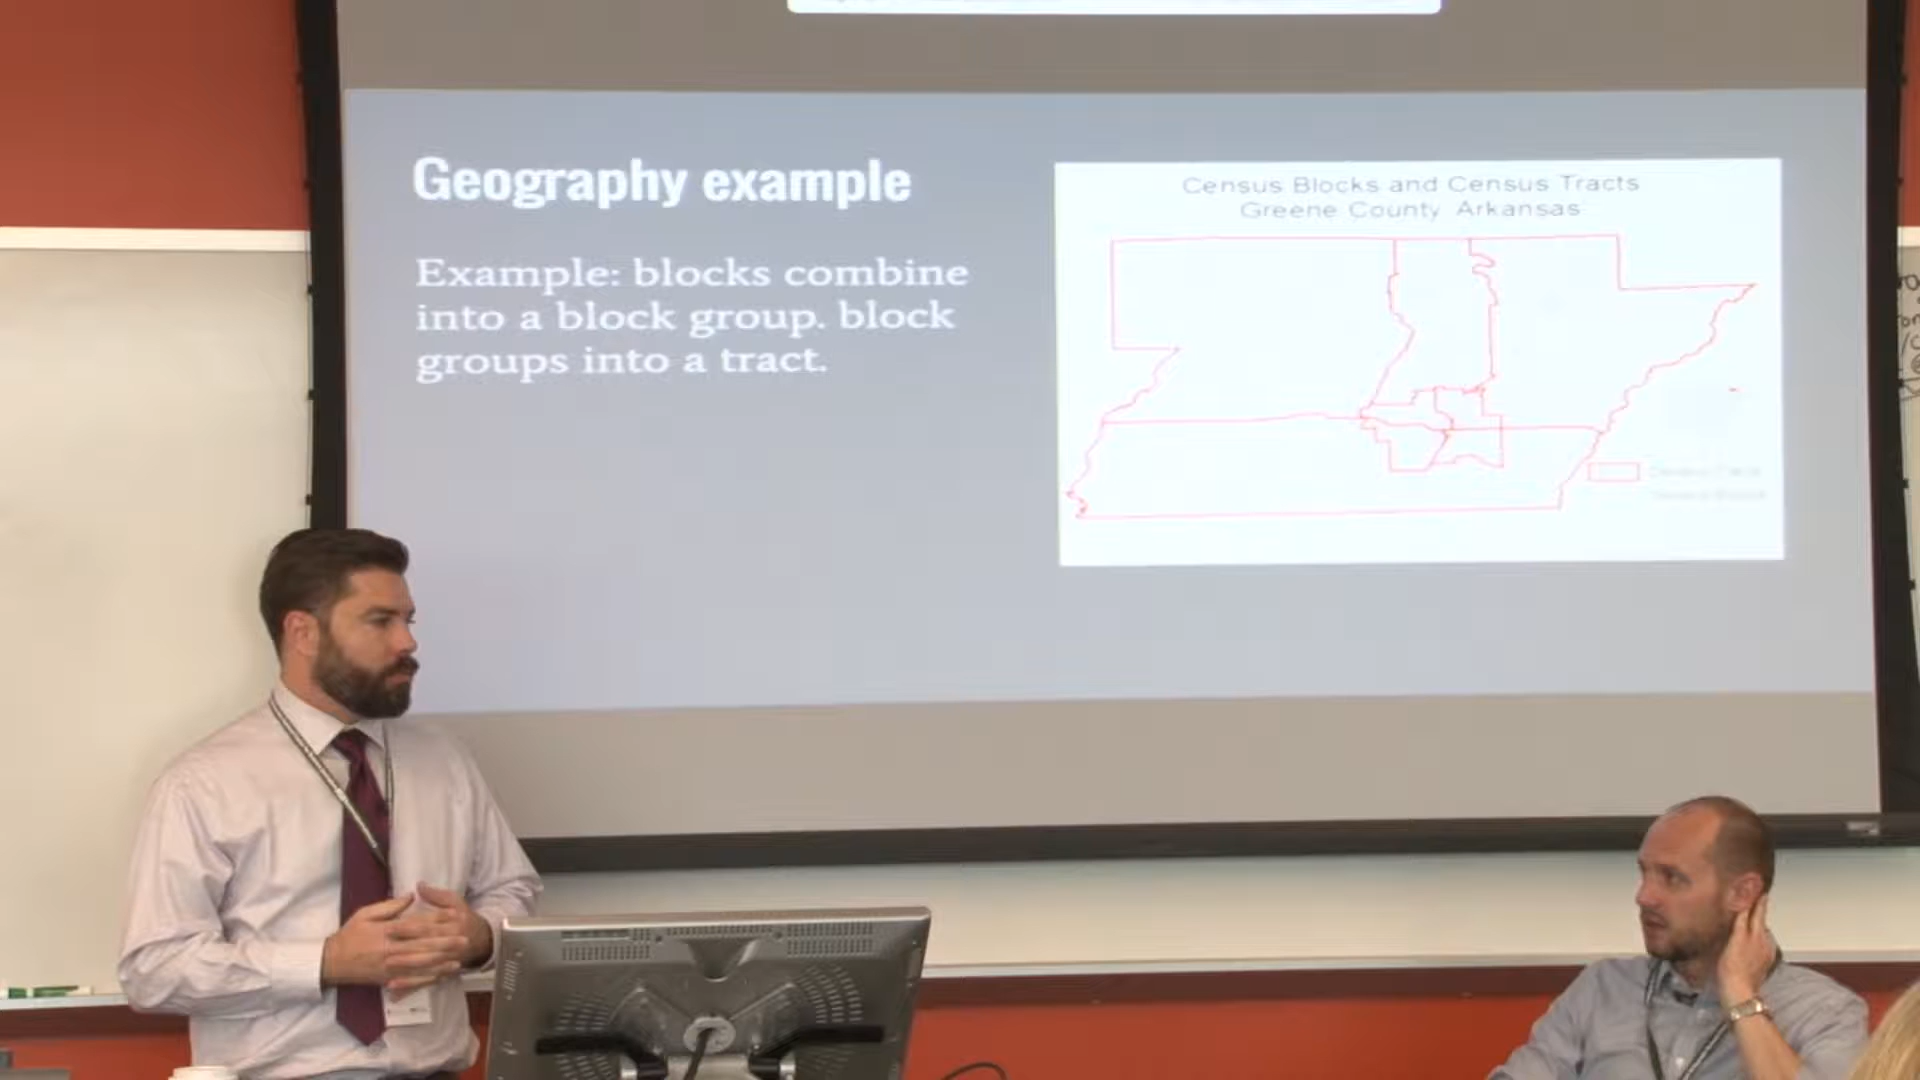 Geography example
Example: blocks combine
into a block group. block
groups into a tract.
Census Blocks and Census Tracts
Greene County Arkansas